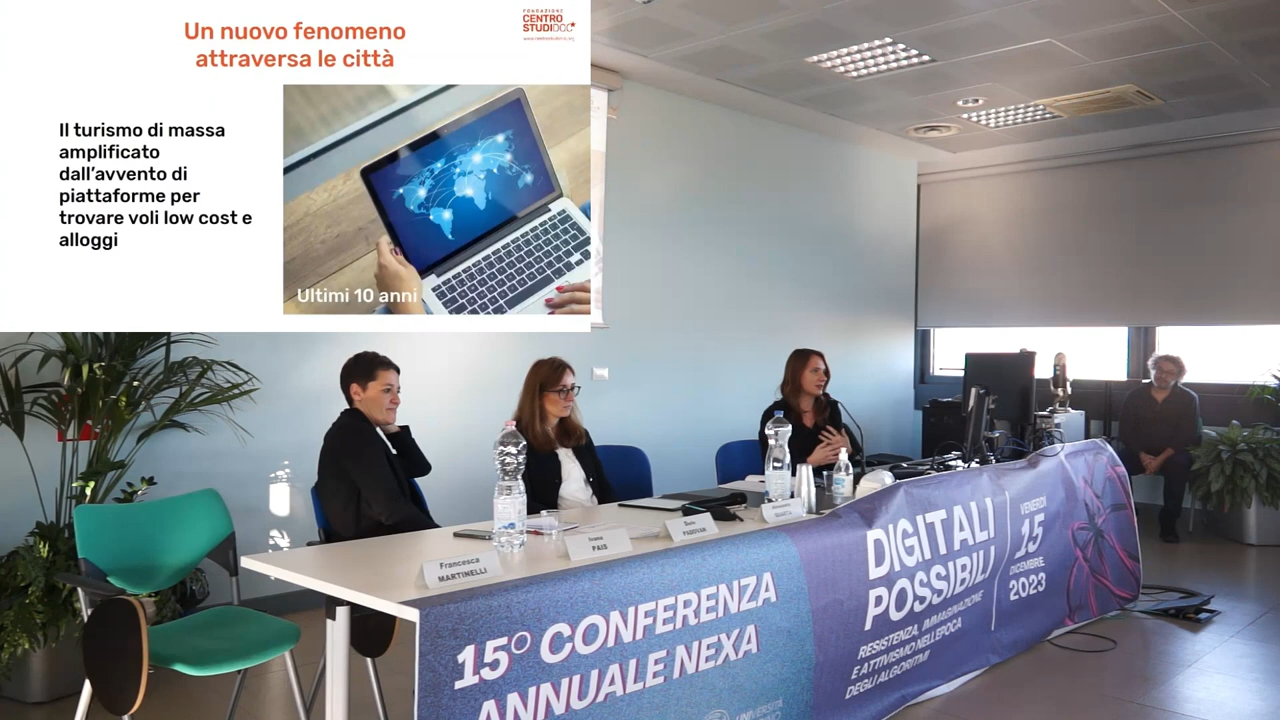 Un nuovo fenomeno
attraversa le città
FONDAZIONE
CENTRO
STUDIDOC
Il turismo di massa
amplificato
dall'avvento di
piattaforme per
trovare voli low cost e
alloggi
Ultimi 10 anni
Francesca
MARTINELLI
Ivana
PAIS
PADOVAN
15° CONFERENZA
ANNUALE NEXA
UNIVERSITÀ
DIGITALI
POSSIBILI
RESISTENZA, IMMAGINAZIONE
E ATTIVISMO NELL'EPOCA
DEGLI ALGORITMI
VENERDÌ
15
DICEMBRE
2023